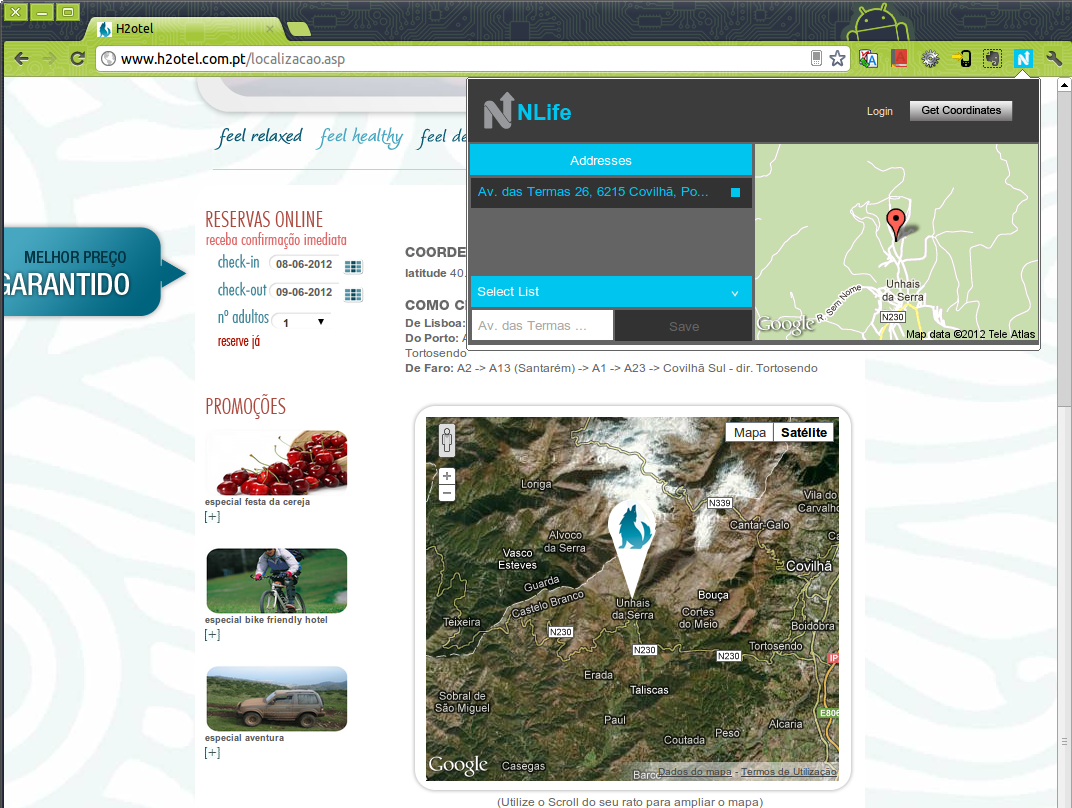 H2otel
www.h2otel.com.pt/localizacao.asp
NLife
Login
Get Coordinates
Addresses
Av. das Termas 26, 6215 Covilhã, Po...
Select List
Av. das Termas ...
Save
Unhais
da Serra
R. Sem Nome
N230
Google
Map data ©2012 Tele Atlas
feel relaxed
feel healthy
feel de
MELHOR PREÇO
GARANTIDO
RESERVAS ONLINE
receba confirmação imediata
check-in
08-06-2012
check-out
09-06-2012
nº adultos
1
reserve já
COORDE
latitude 40.
COMO C
De Lisboa:
Do Porto:
Tortosendo
De Faro: A2 -> A13 (Santarém) -> A1 -> A23 -> Covilhã Sul - dir. Tortosendo
PROMOÇÕES
especial festa da cereja
[+]
especial bike friendly hotel
[+]
especial aventura
[+]
Mapa
Satélite
+
−
Longa
N339
Vila do
Carvalho
Cantar-Galo
Alvoco
da Serra
Vasco
Esteves
Covilhã
Guarda
Castelo Branco
Unhais
da Serra
Bouça
Cortes
do Meio
Teixeira
Boidobra
N230
N230
N230
Tortosendo
IP
Erada
Taliscas
Sobral de
São Miguel
Paul
E806
Alcaria
Peso
Coutada
Casegas
Barco
Google
Dados do mapa - Termos de Utilização
(Utilize o Scroll do seu rato para ampliar o mapa)